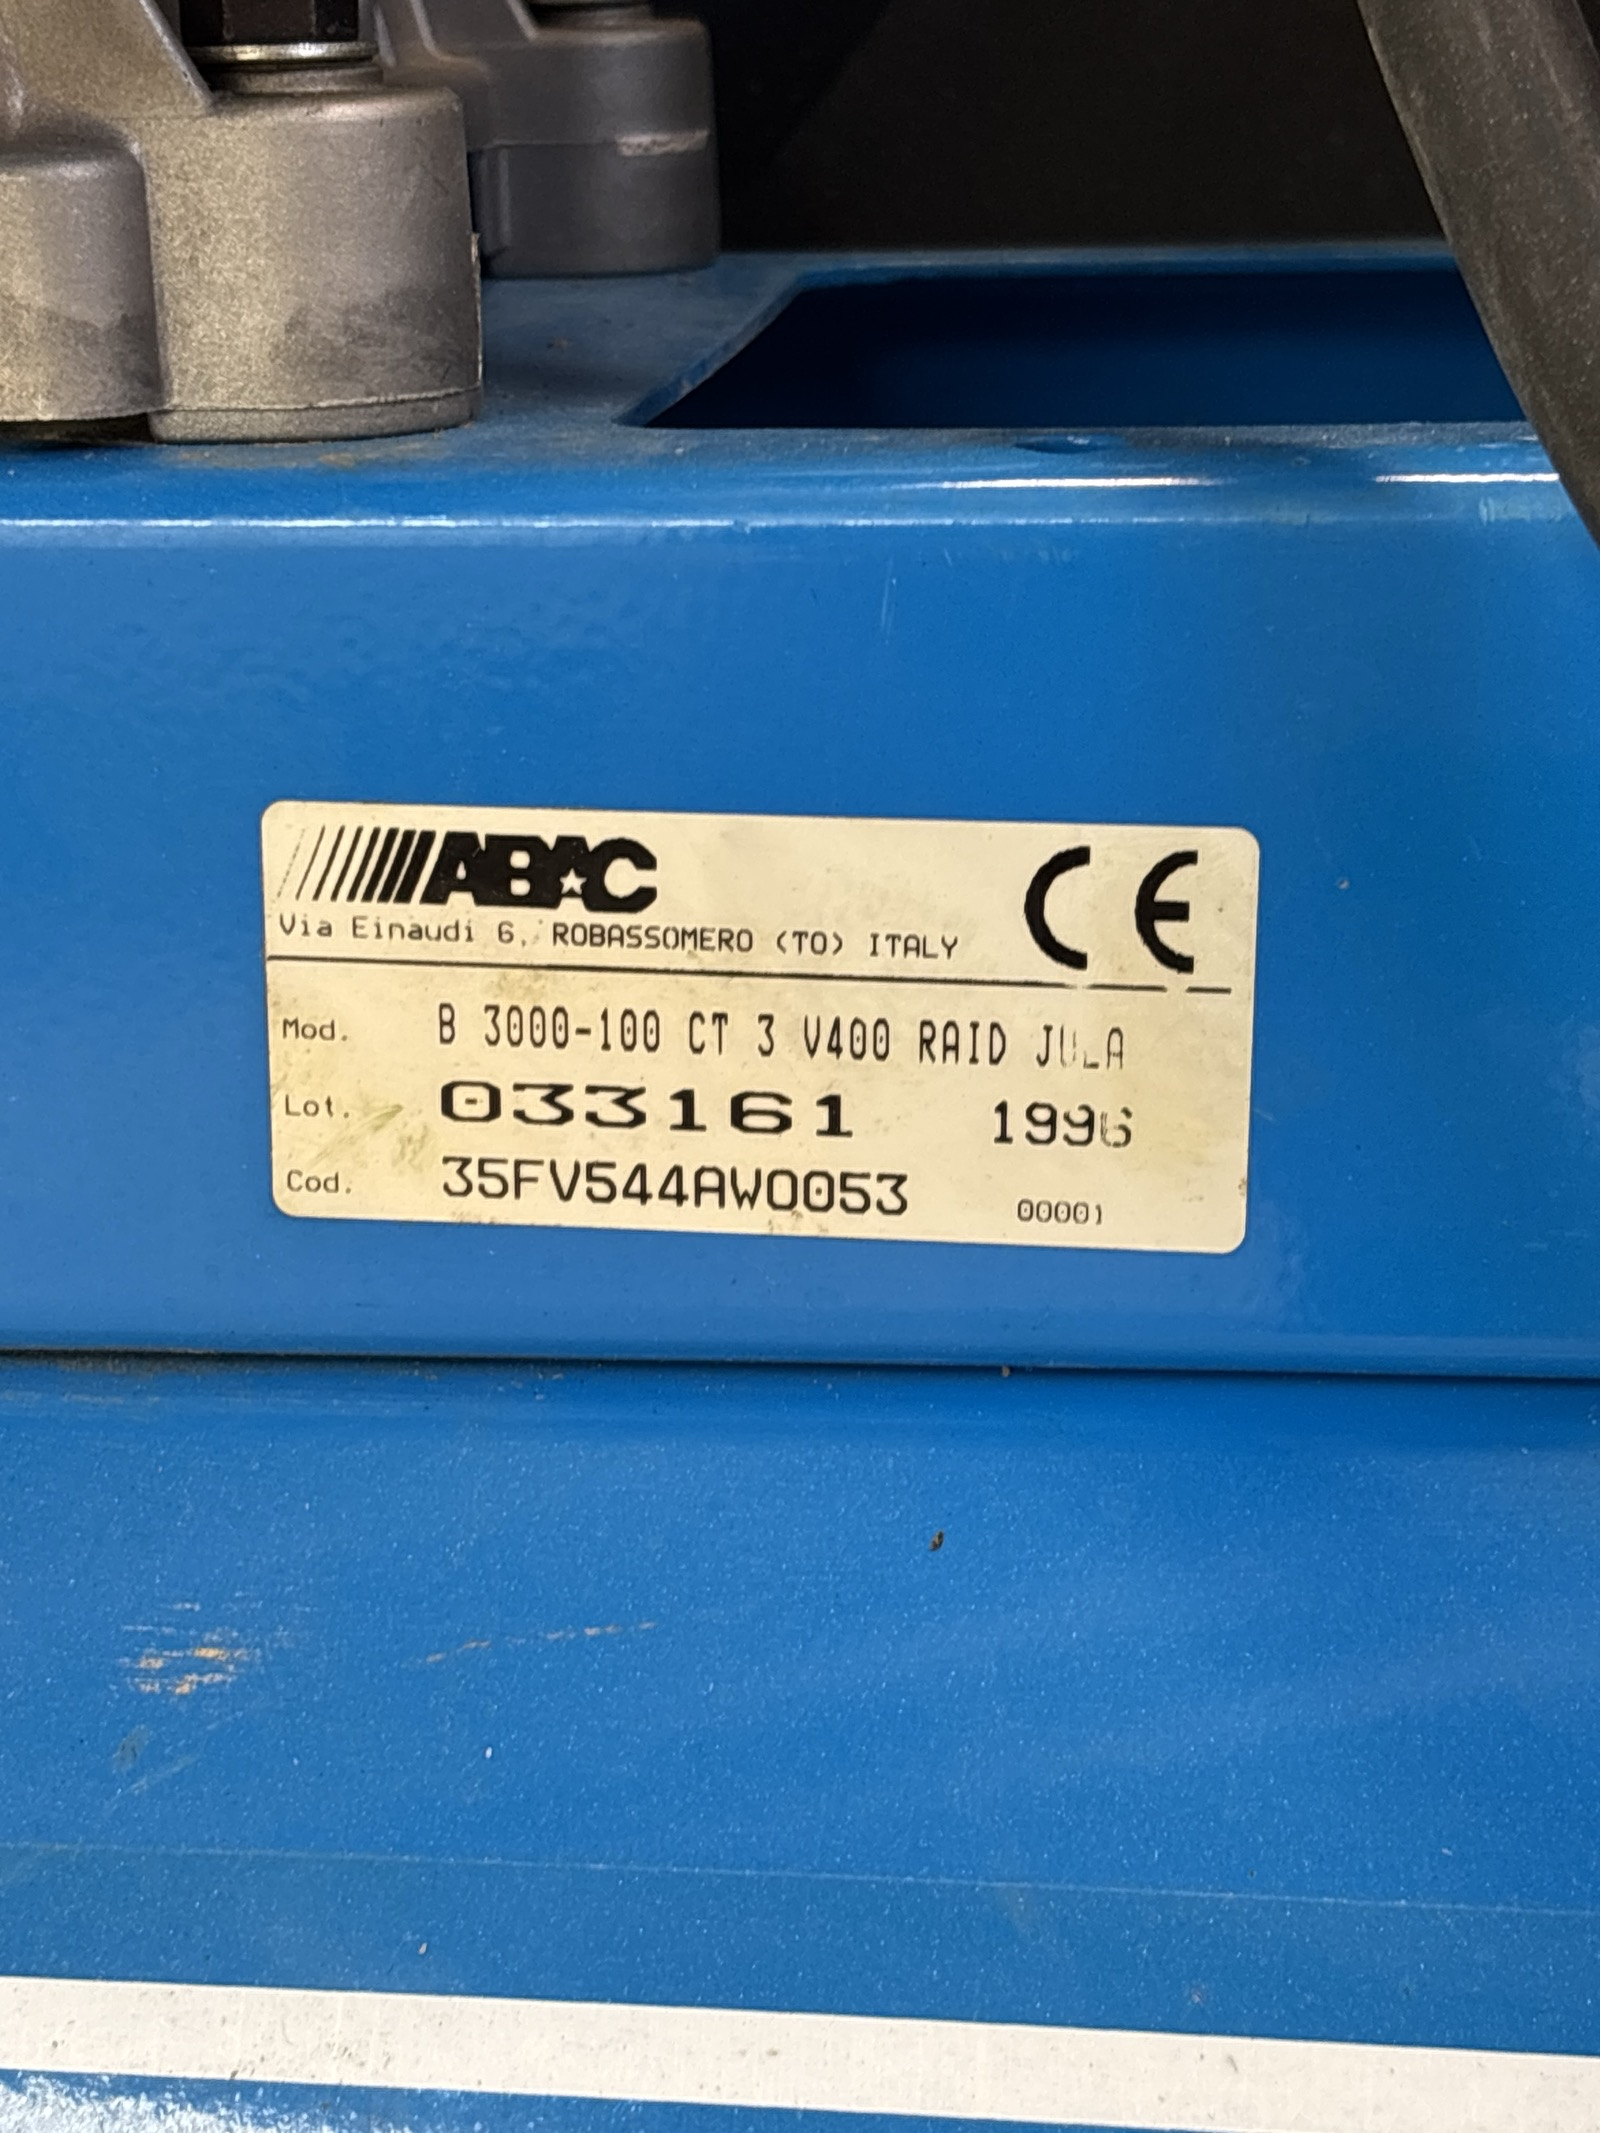 ABAC
Via Einaudi 6, ROBASSOMERO (TO) ITALY
CE
Mod. B 3000-100 CT 3 V400 RAID JULA
Lot. 033161 1996
Cod. 35FV544AW0053 00001